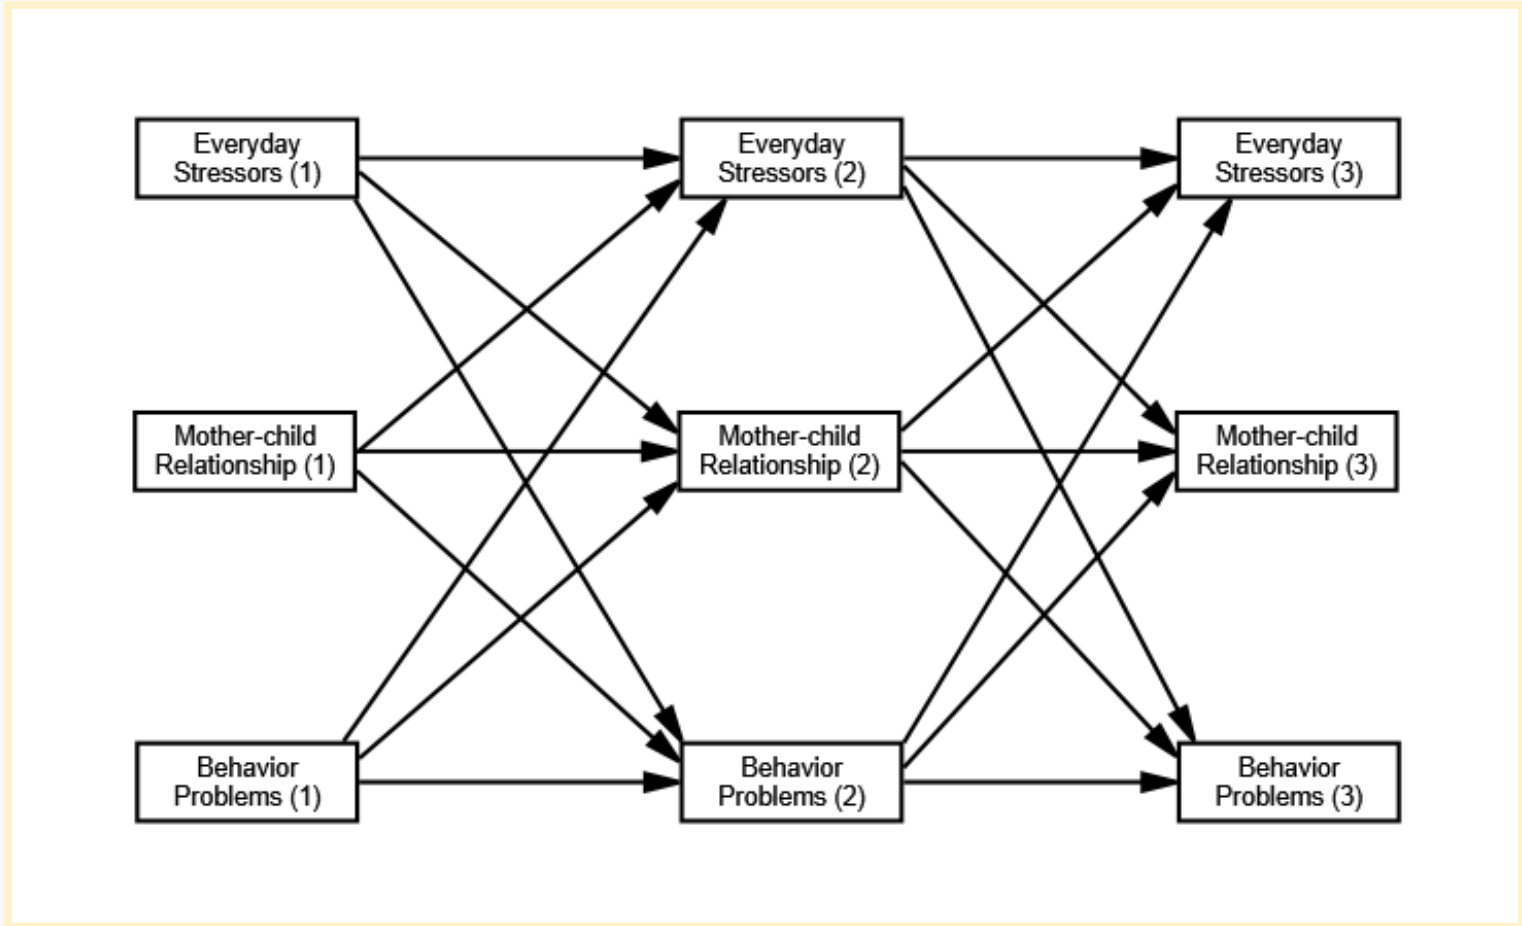 Everyday
Stressors (1)
Everyday
Stressors (2)
Everyday
Stressors (3)
Mother-child
Relationship (1)
Mother-child
Relationship (2)
Mother-child
Relationship (3)
Behavior
Problems (1)
Behavior
Problems (2)
Behavior
Problems (3)